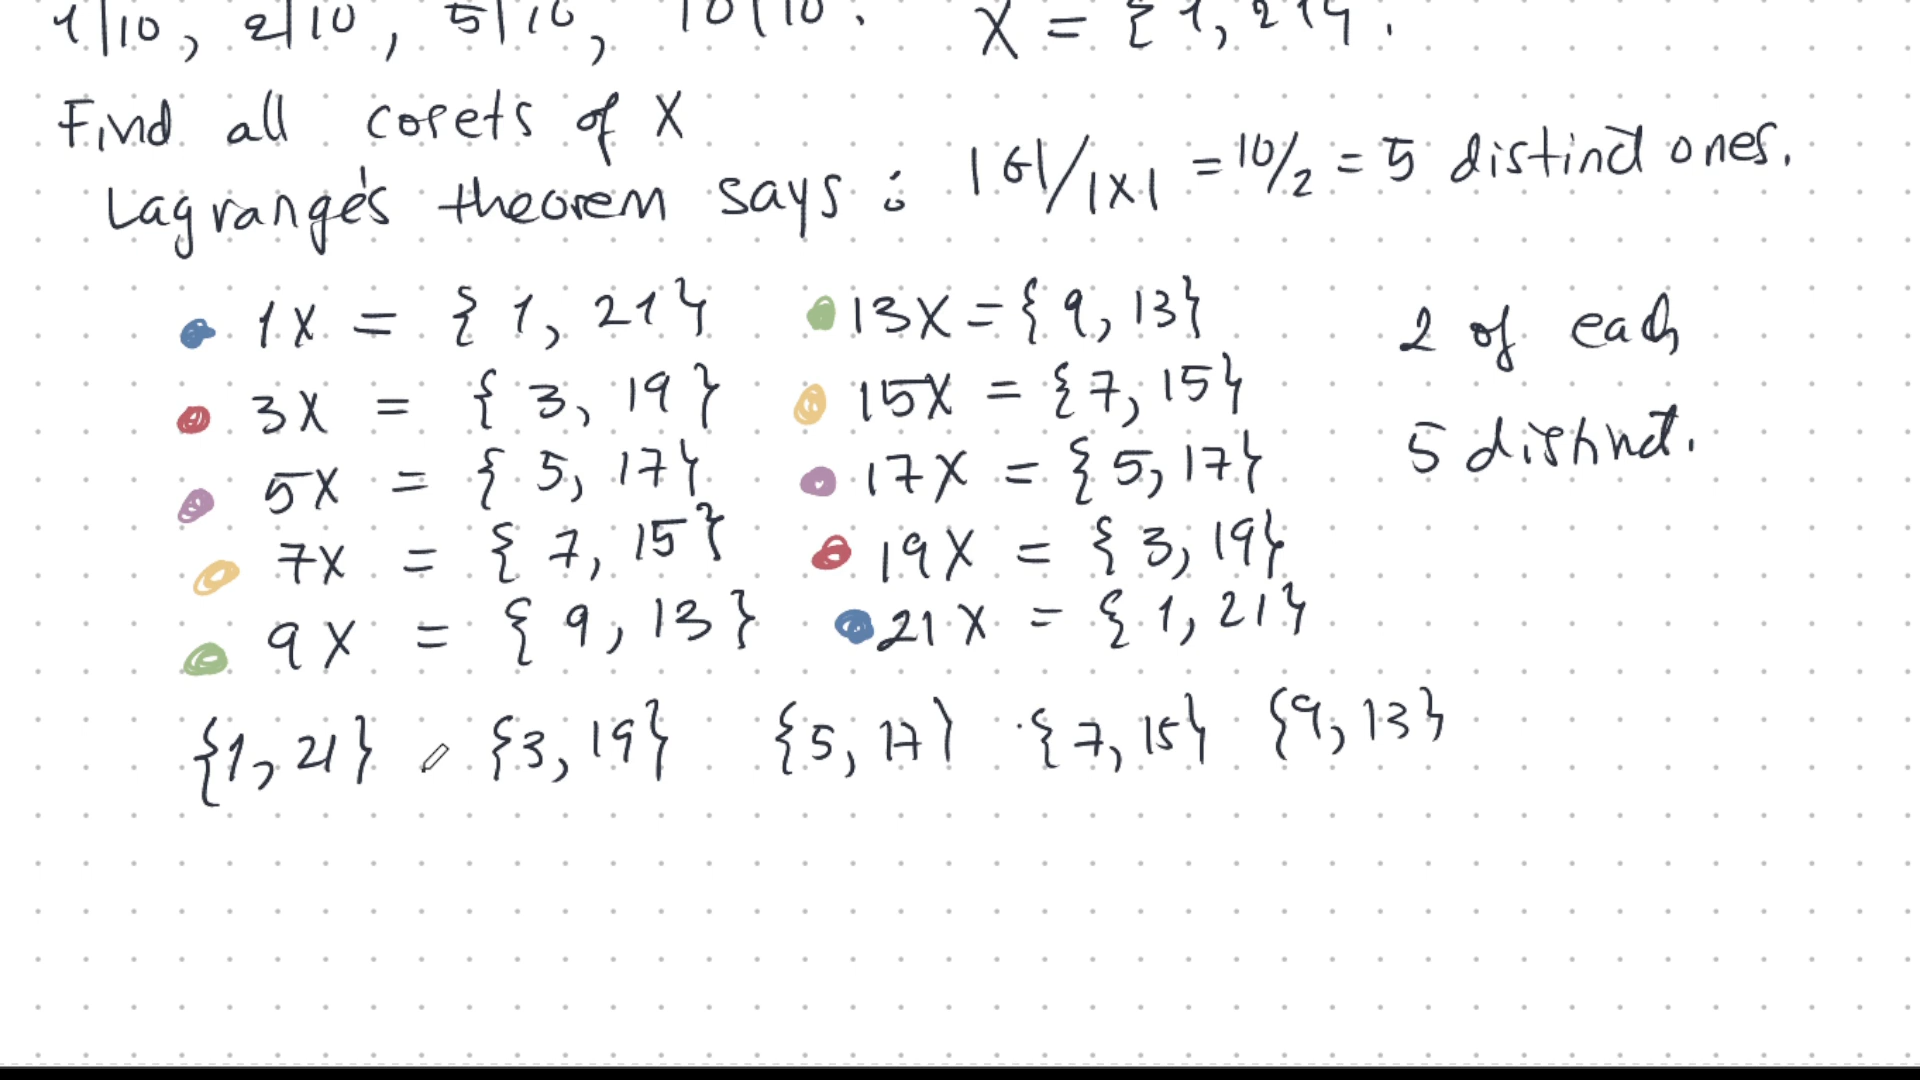 1|10, 2|10, 5|10, 10|10. X = {1, 21}.
Find all cosets of X
Lagrange's theorem says : |G|/|X| = 10/2 = 5 distinct ones.
1X = {1, 21} 13X = {9, 13} 2 of each
3X = {3, 19} 15X = {7, 15} 5 distinct.
5X = {5, 17} 17X = {5, 17}
7X = {7, 15} 19X = {3, 19}
9X = {9, 13} 21X = {1, 21}
{1, 21} {3, 19} {5, 17} {7, 15} {9, 13}